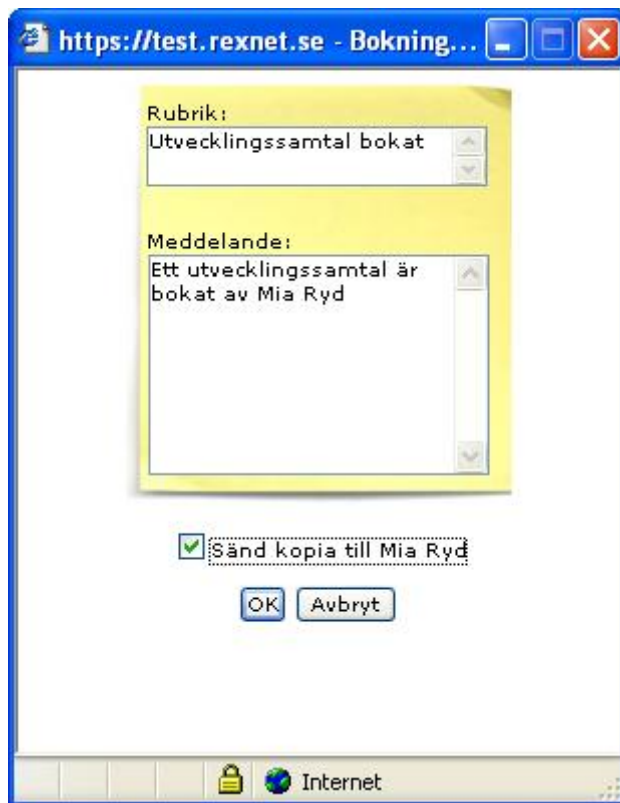 https://test.rexnet.se - Bokning...
Rubrik:
Utvecklingssamtal bokat
Meddelande:
Ett utvecklingssamtal är
bokat av Mia Ryd
Sänd kopia till Mia Ryd
OK Avbryt
Internet